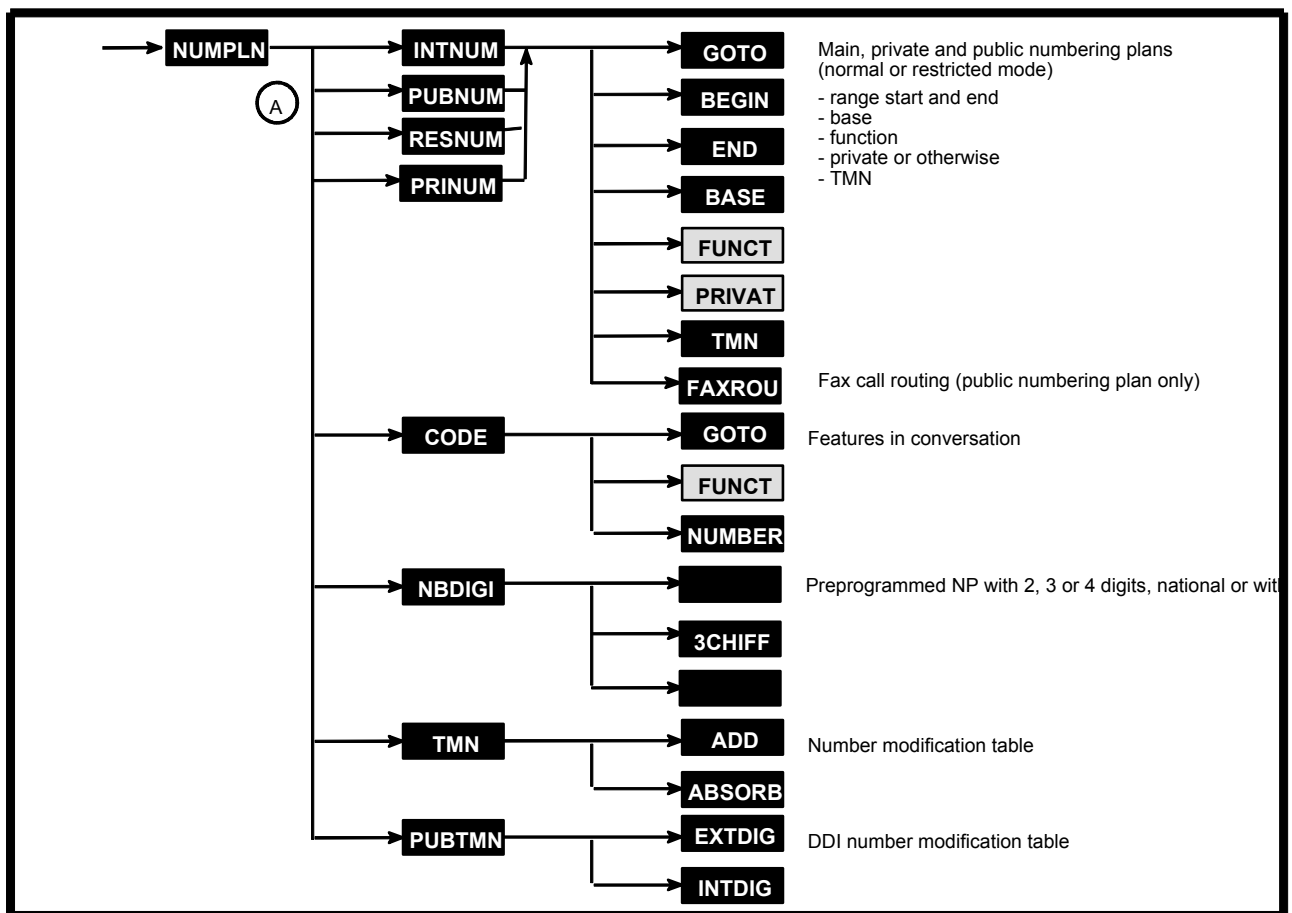 NUMPLN
A
INTNUM
PUBNUM
RESNUM
PRINUM
GOTO
BEGIN
END
BASE
FUNCT
PRIVAT
TMN
FAXROU
Main, private and public numbering plans
(normal or restricted mode)
- range start and end
- base
- function
- private or otherwise
- TMN
Fax call routing (public numbering plan only)
CODE
GOTO
FUNCT
NUMBER
Features in conversation
NBDIGI
3CHIFF
Preprogrammed NP with 2, 3 or 4 digits, national or
TMN
ADD
ABSORB
Number modification table
PUBTMN
EXTDIG
INTDIG
DDI number modification table